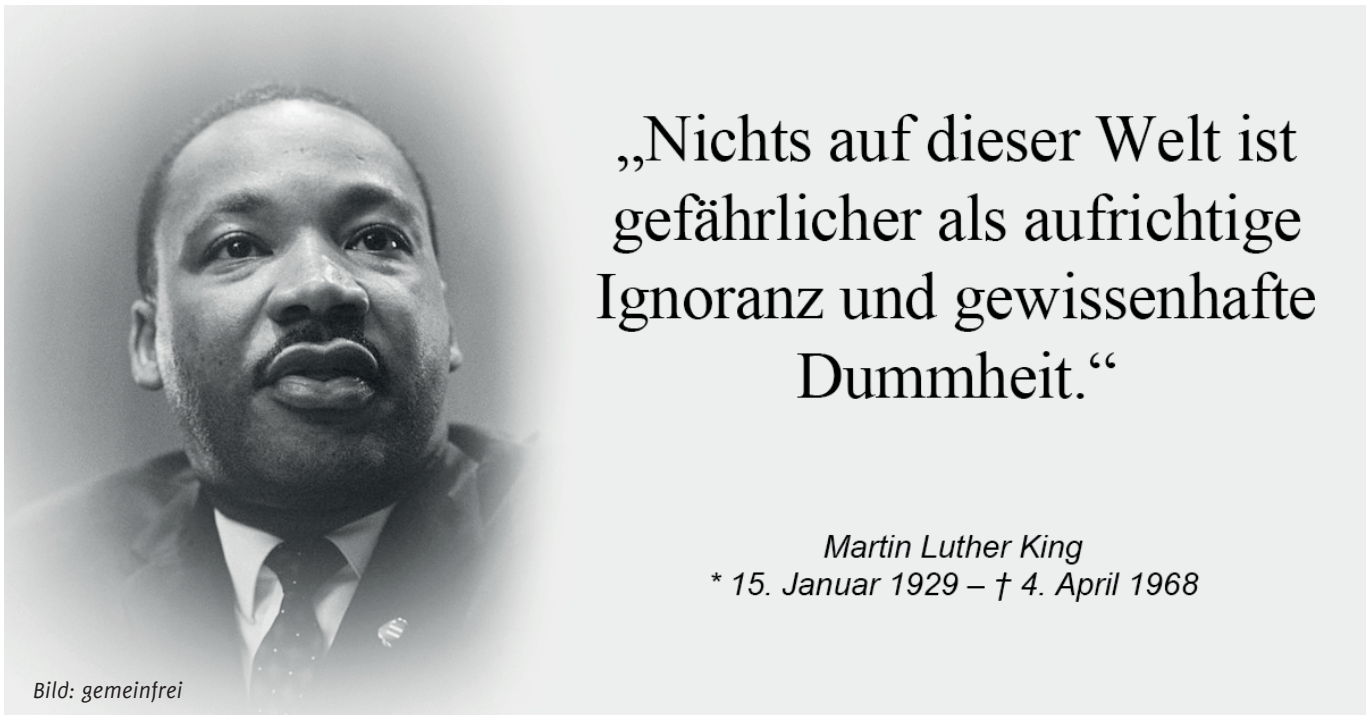 „Nichts auf dieser Welt ist
gefährlicher als aufrichtige
Ignoranz und gewissenhafte
Dummheit.“
Martin Luther King
* 15. Januar 1929 – † 4. April 1968
Bild: gemeinfrei